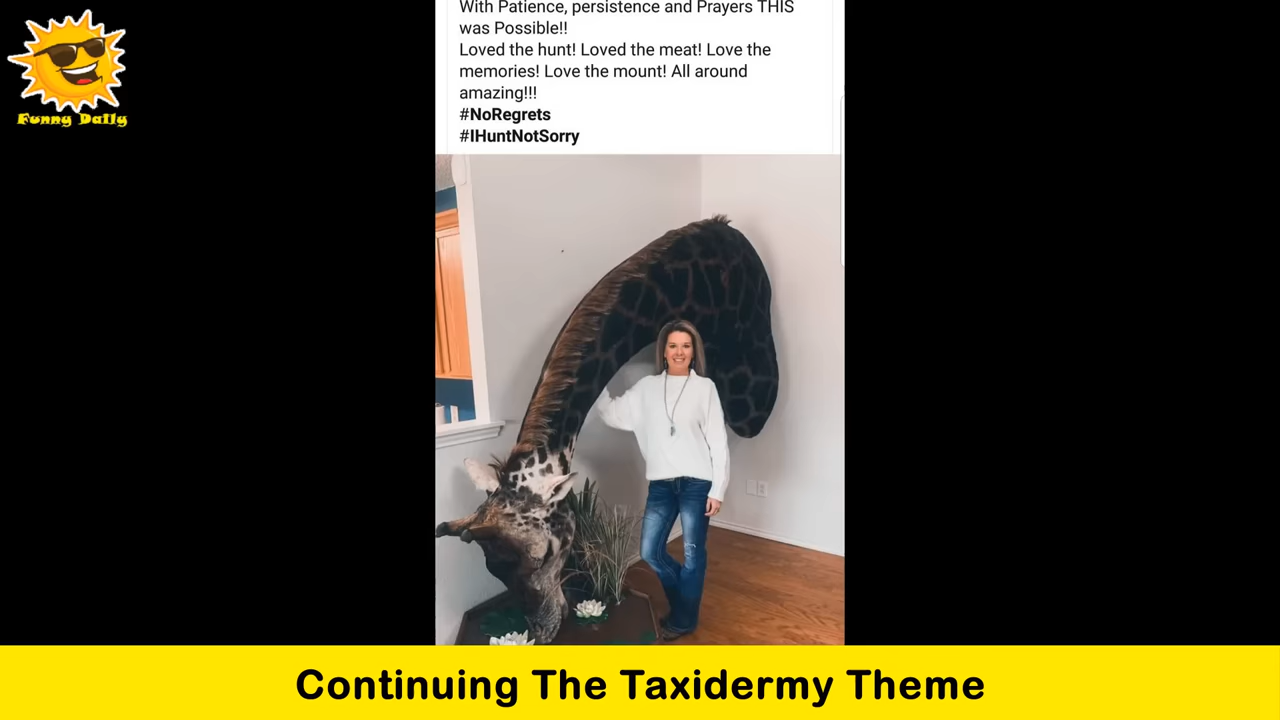 With Patience, persistence and Prayers THIS
was Possible!!
Loved the hunt! Loved the meat! Love the
memories! Love the mount! All around
amazing!!!
#NoRegrets
#IHuntNotSorry
Funny Daily
Continuing The Taxidermy Theme